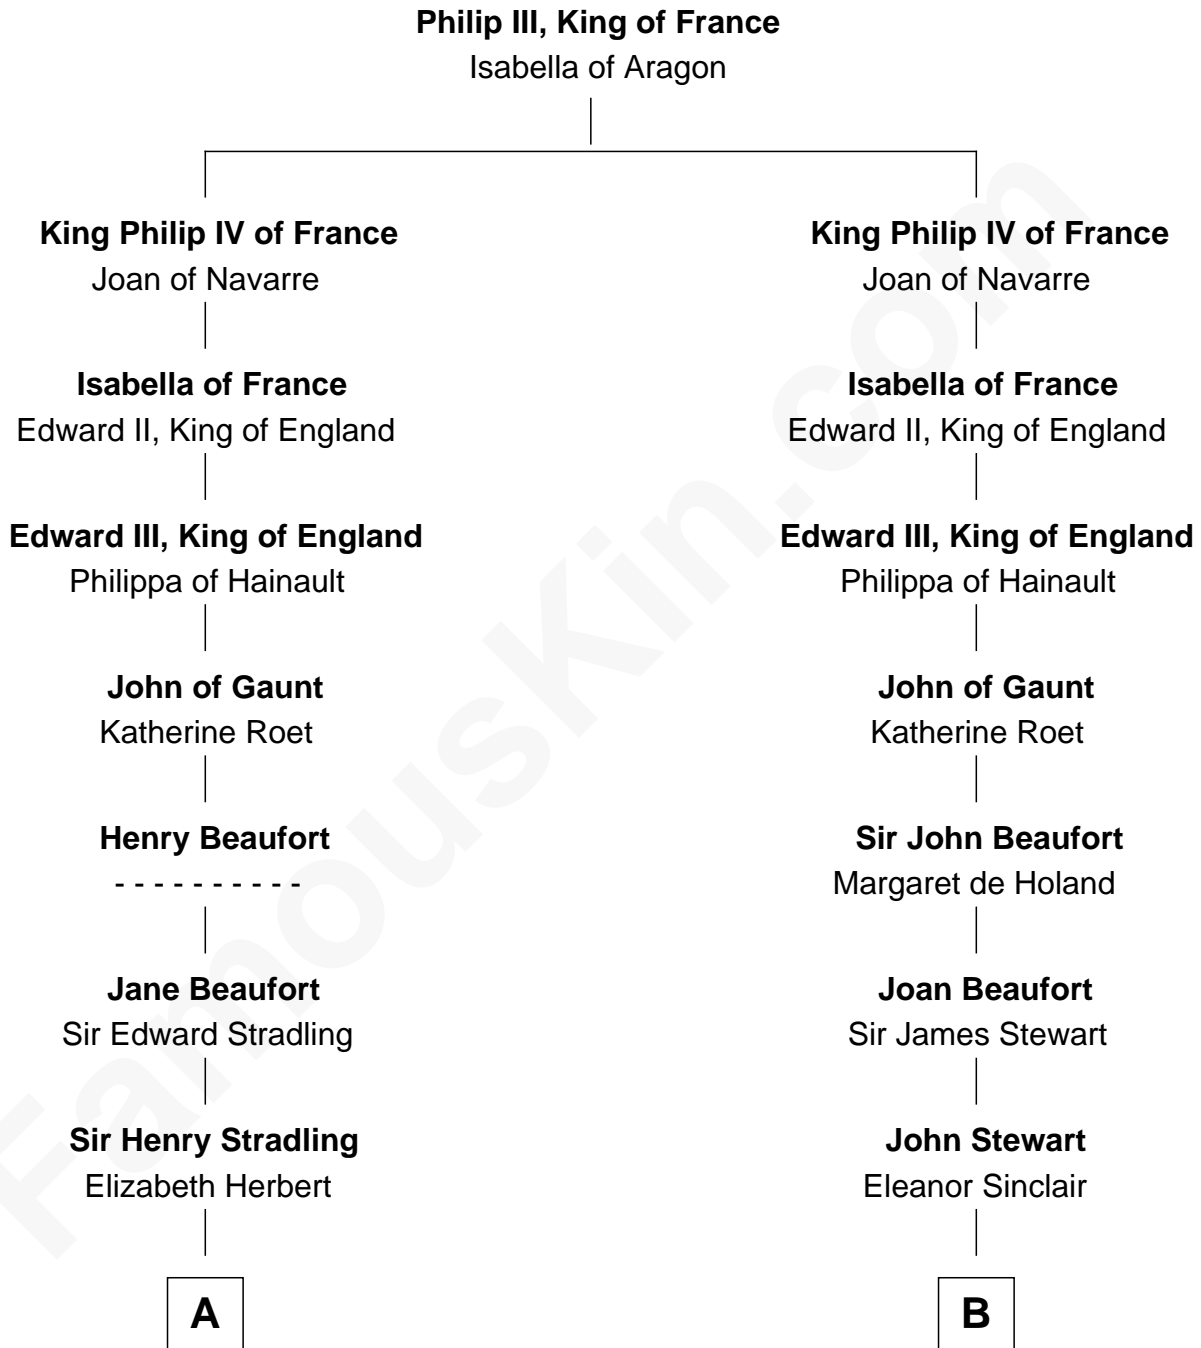 Philip III, King of France
Isabella of Aragon
King Philip IV of France
Joan of Navarre
Isabella of France
Edward II, King of England
Edward III, King of England
Philippa of Hainault
John of Gaunt
Katherine Roet
Henry Beaufort
- - - - - - - - - -
Jane Beaufort
Sir Edward Stradling
Sir Henry Stradling
Elizabeth Herbert
A
King Philip IV of France
Joan of Navarre
Isabella of France
Edward II, King of England
Edward III, King of England
Philippa of Hainault
John of Gaunt
Katherine Roet
Sir John Beaufort
Margaret de Holand
Joan Beaufort
Sir James Stewart
John Stewart
Eleanor Sinclair
B
FamousKin.com